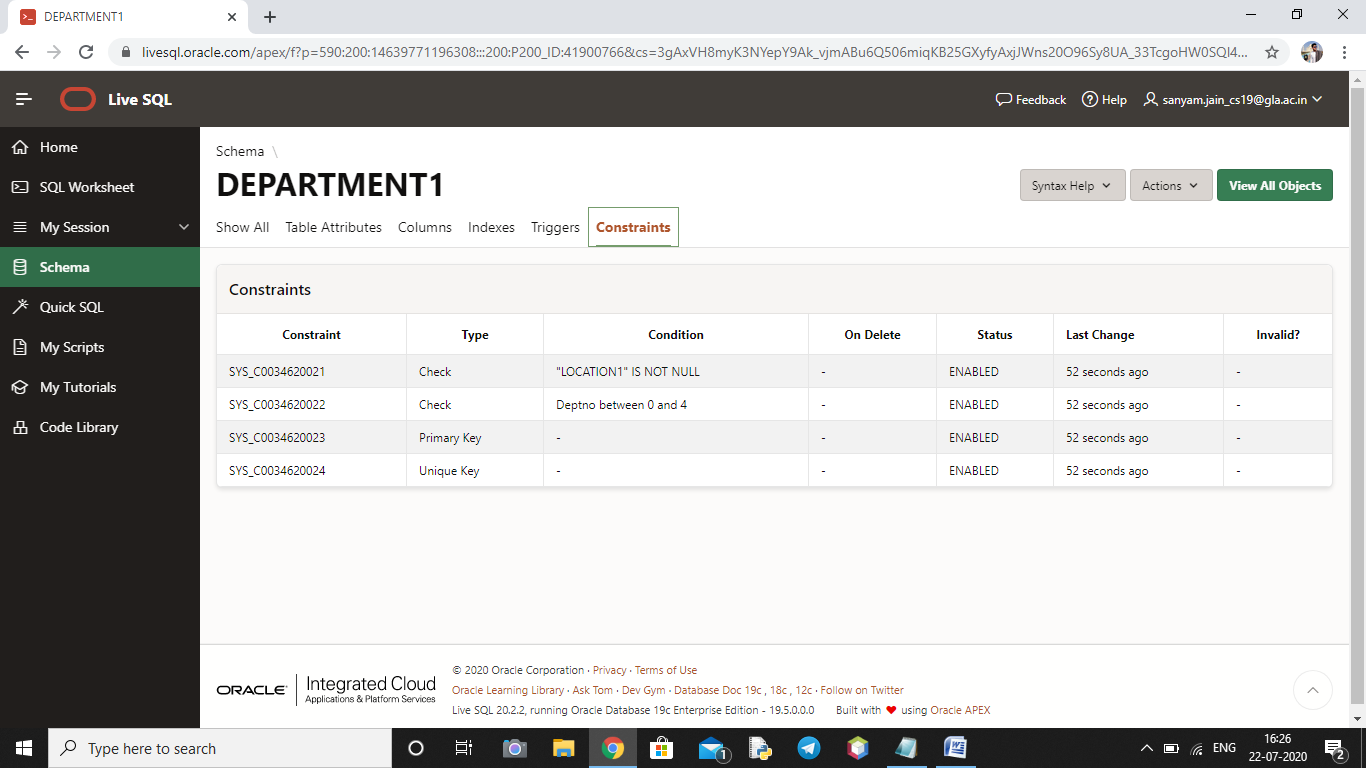 DEPARTMENT1
livesql.oracle.com/apex/f?p=590:200:14639771196308:::200:P200_ID:41900766&cs=3gAxVH8myK3NYepY9Ak_vjmABu6Q506miqKB25GXyfyAxjJWns20O96Sy8UA_33TcgoHW0SQl4...
Live SQL
Feedback
Help
sanyam.jain_cs19@gla.ac.in
Home
SQL Worksheet
My Session
Schema
Quick SQL
My Scripts
My Tutorials
Code Library
Schema \
DEPARTMENT1
Syntax Help
Actions
View All Objects
Show All Table Attributes Columns Indexes Triggers Constraints
Constraints
Constraint Type Condition On Delete Status Last Change Invalid?
SYS_C0034620021 Check "LOCATION1" IS NOT NULL - ENABLED 52 seconds ago -
SYS_C0034620022 Check Deptno between 0 and 4 - ENABLED 52 seconds ago -
SYS_C0034620023 Primary Key - - ENABLED 52 seconds ago -
SYS_C0034620024 Unique Key - - ENABLED 52 seconds ago -
ORACLE
Integrated Cloud
Applications & Platform Services
© 2020 Oracle Corporation · Privacy · Terms of Use
Oracle Learning Library · Ask Tom · Dev Gym · Database Doc 19c , 18c , 12c · Follow on Twitter
Live SQL 20.2.2, running Oracle Database 19c Enterprise Edition - 19.5.0.0.0 Built with ❤ using Oracle APEX
Type here to search
1
ENG
16:26
22-07-2020
2